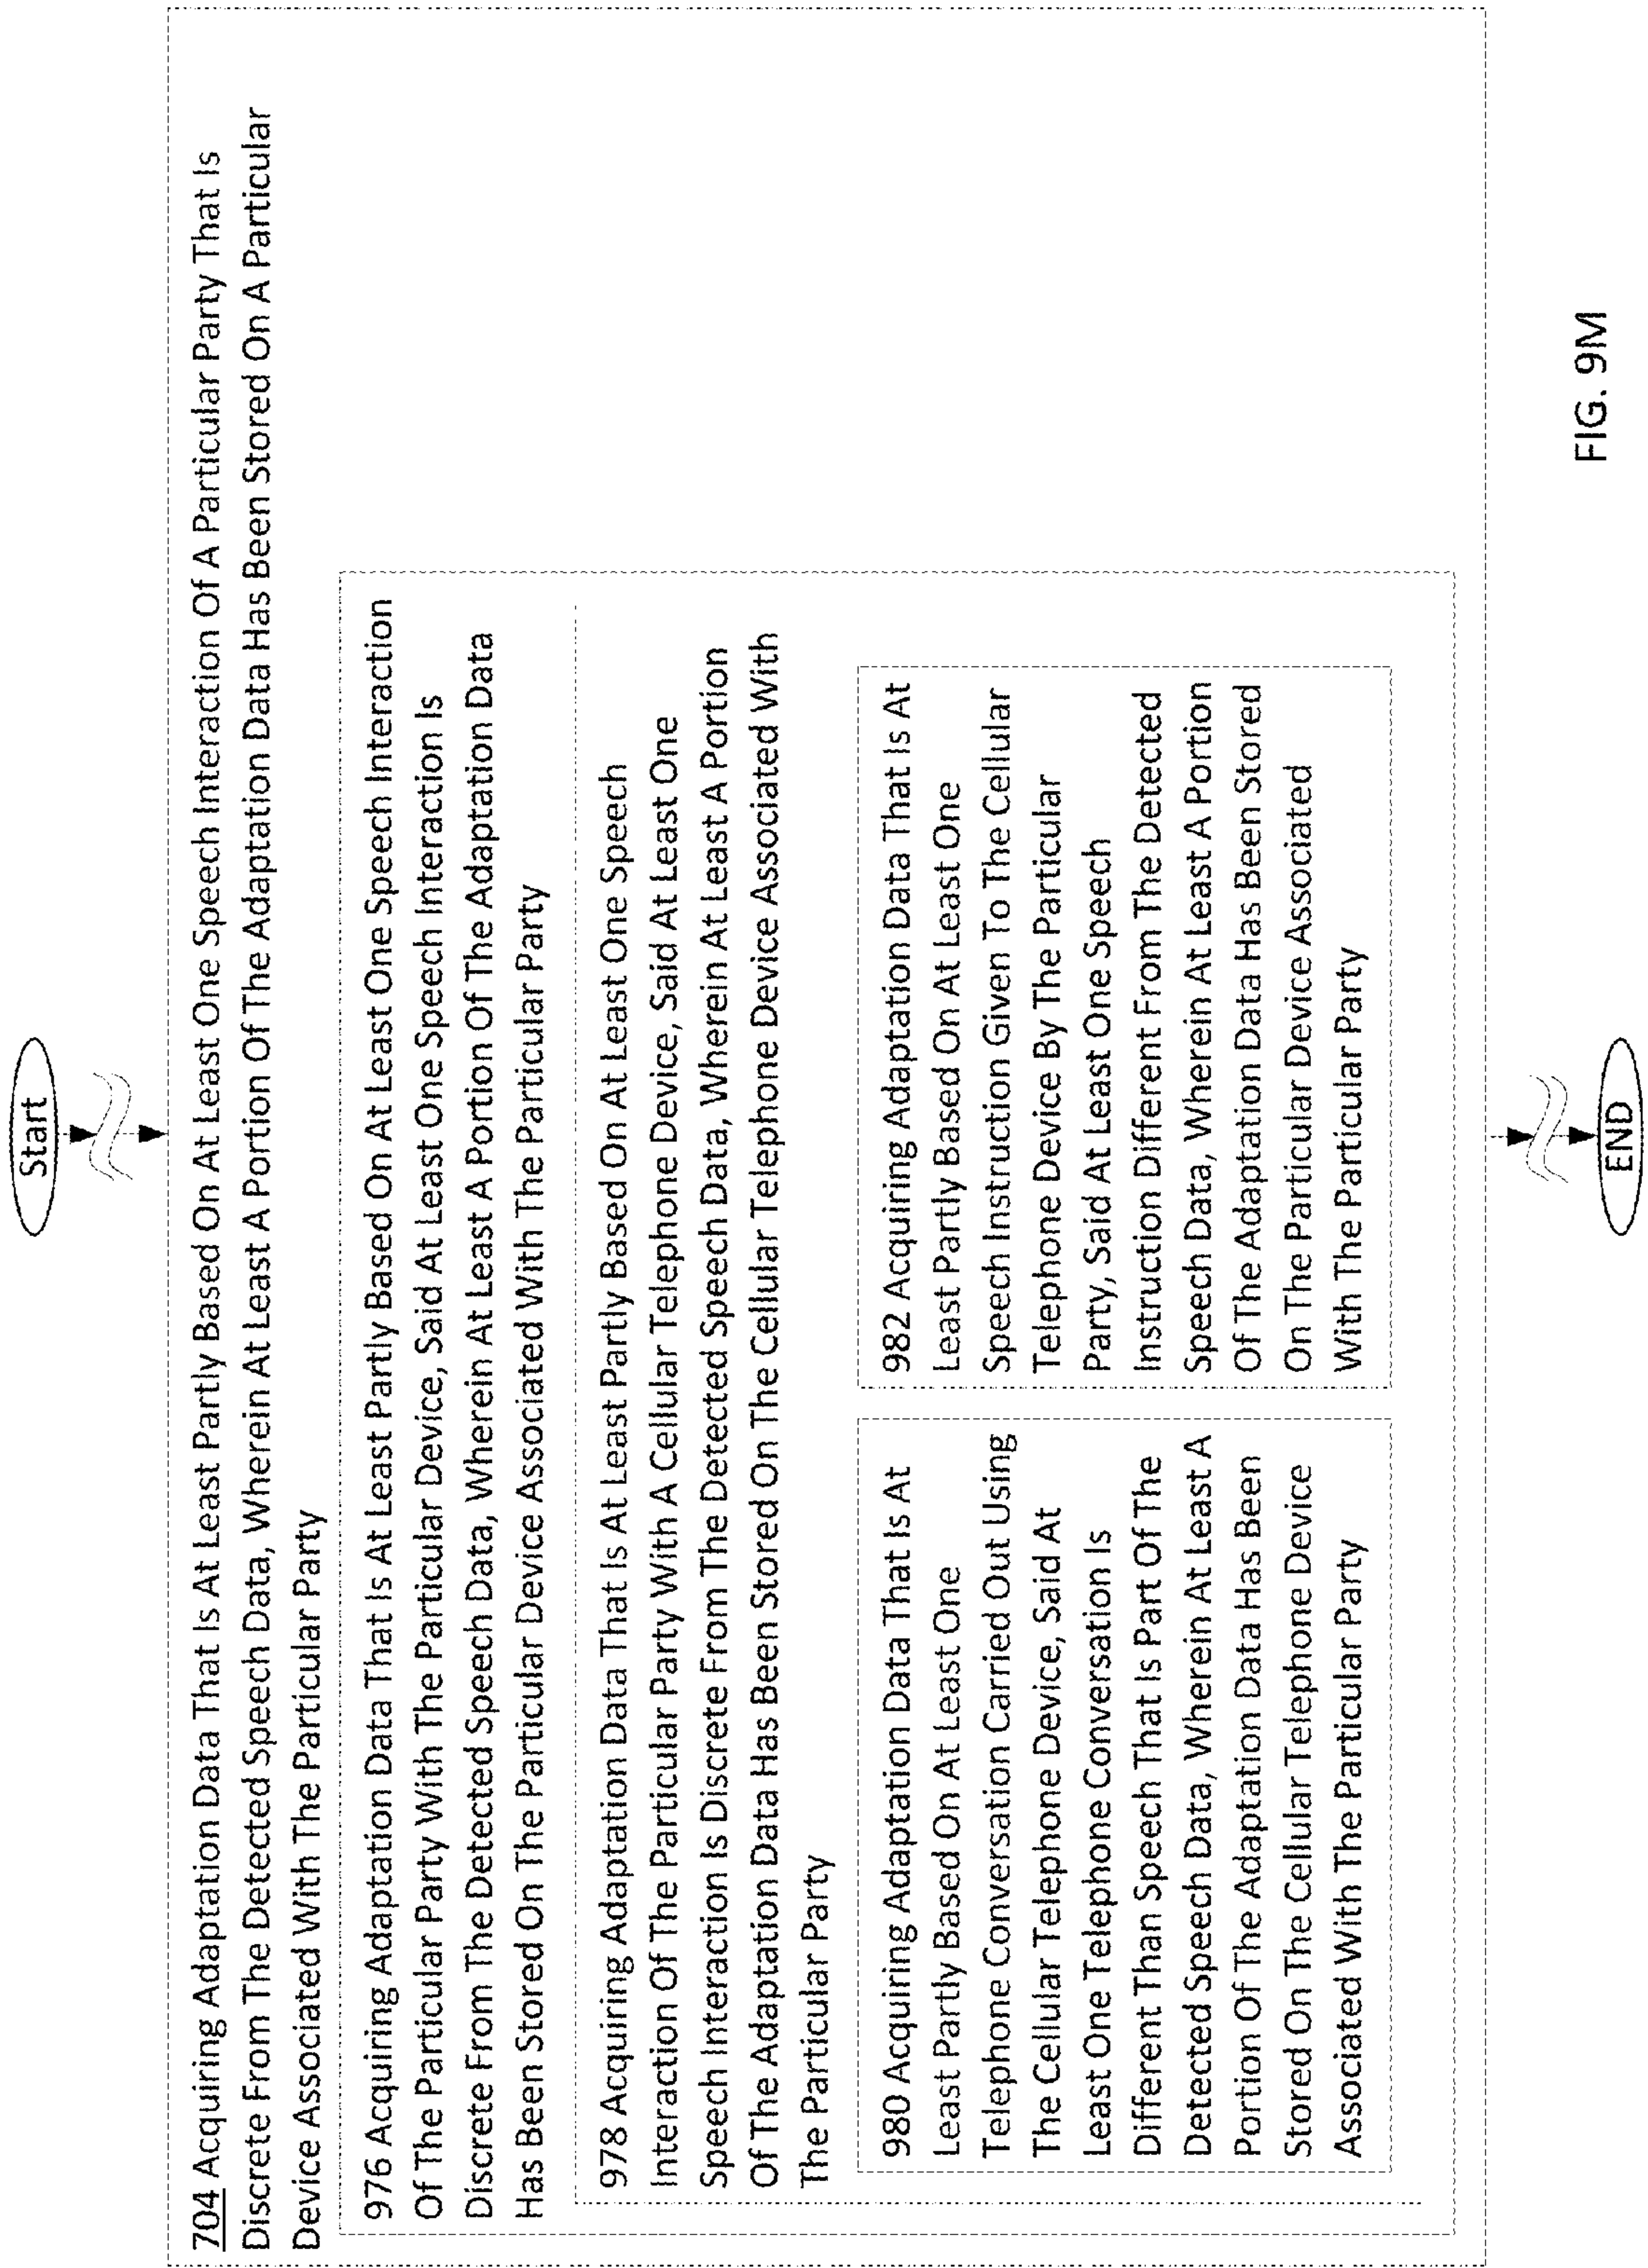 Start
704 Acquiring Adaptation Data That Is At Least Partly Based On At Least One Speech Interaction Of A Particular Party That Is
Discrete From The Detected Speech Data, Wherein At Least A Portion Of The Adaptation Data Has Been Stored On A Particular
Device Associated With The Particular Party
976 Acquiring Adaptation Data That Is At Least Partly Based On At Least One Speech Interaction
Of The Particular Party With The Particular Device, Said At Least One Speech Interaction Is
Discrete From The Detected Speech Data, Wherein At Least A Portion Of The Adaptation Data
Has Been Stored On The Particular Device Associated With The Particular Party
978 Acquiring Adaptation Data That Is At Least Partly Based On At Least One Speech
Interaction Of The Particular Party With A Cellular Telephone Device, Said At Least One
Speech Interaction Is Discrete From The Detected Speech Data, Wherein At Least A Portion
Of The Adaptation Data Has Been Stored On The Cellular Telephone Device Associated With
The Particular Party
980 Acquiring Adaptation Data That Is At
Least Partly Based On At Least One
Telephone Conversation Carried Out Using
The Cellular Telephone Device, Said At
Least One Telephone Conversation Is
Different Than Speech That Is Part Of The
Detected Speech Data, Wherein At Least A
Portion Of The Adaptation Data Has Been
Stored On The Cellular Telephone Device
Associated With The Particular Party
982 Acquiring Adaptation Data That Is At
Least Partly Based On At Least One
Speech Instruction Given To The Cellular
Telephone Device By The Particular
Party, Said At Least One Speech
Instruction Different From The Detected
Speech Data, Wherein At Least A Portion
Of The Adaptation Data Has Been Stored
On The Particular Device Associated
With The Particular Party
END
FIG. 9M